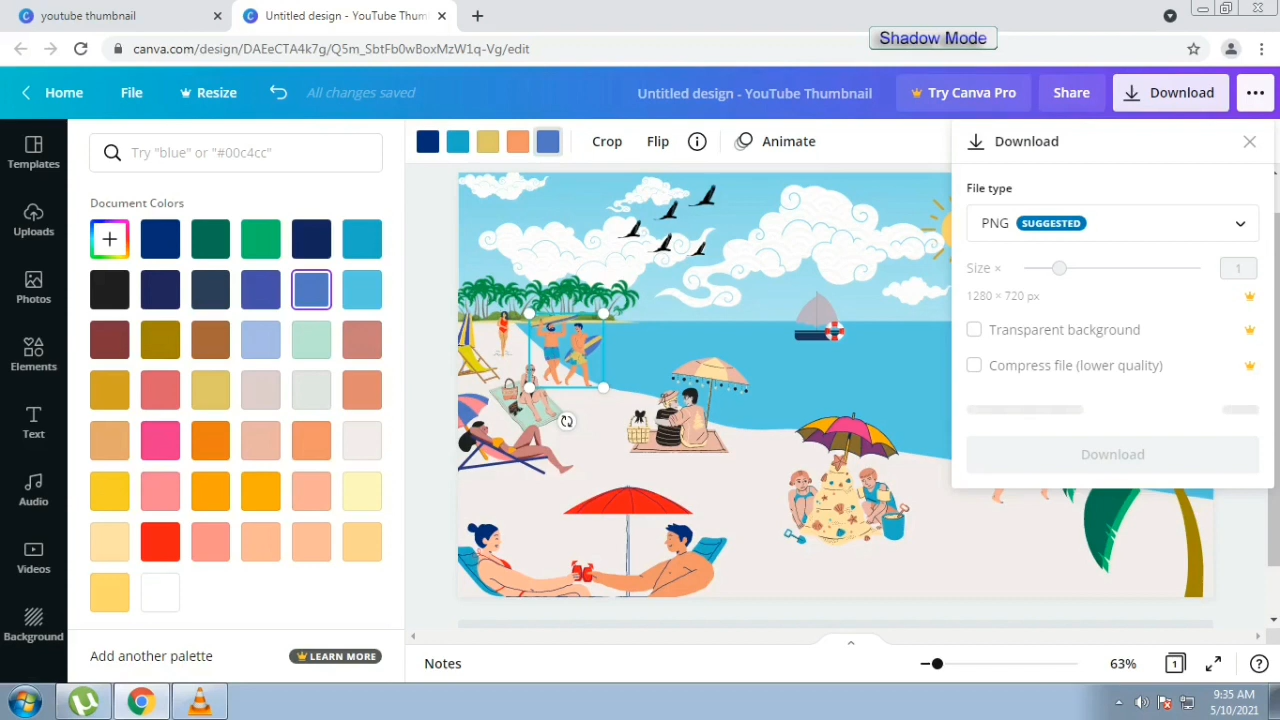 youtube thumbnail
Untitled design - YouTube Thum
canva.com/design/DAEeCTA4k7g/Q5m_SbtFb0wBoxMzW1q-Vg/edit
Shadow Mode
Home
File
Resize
All changes saved
Untitled design - YouTube Thumbnail
Try Canva Pro
Share
Download
Templates
Uploads
Photos
Elements
Text
Audio
Videos
Background
Try "blue" or "#00c4cc"
Document Colors
Add another palette
LEARN MORE
Crop
Flip
Animate
Download
File type
PNG SUGGESTED
Size ×
1
1280 × 720 px
Transparent background
Compress file (lower quality)
Download
Notes
63%
1
9:35 AM
5/10/2021